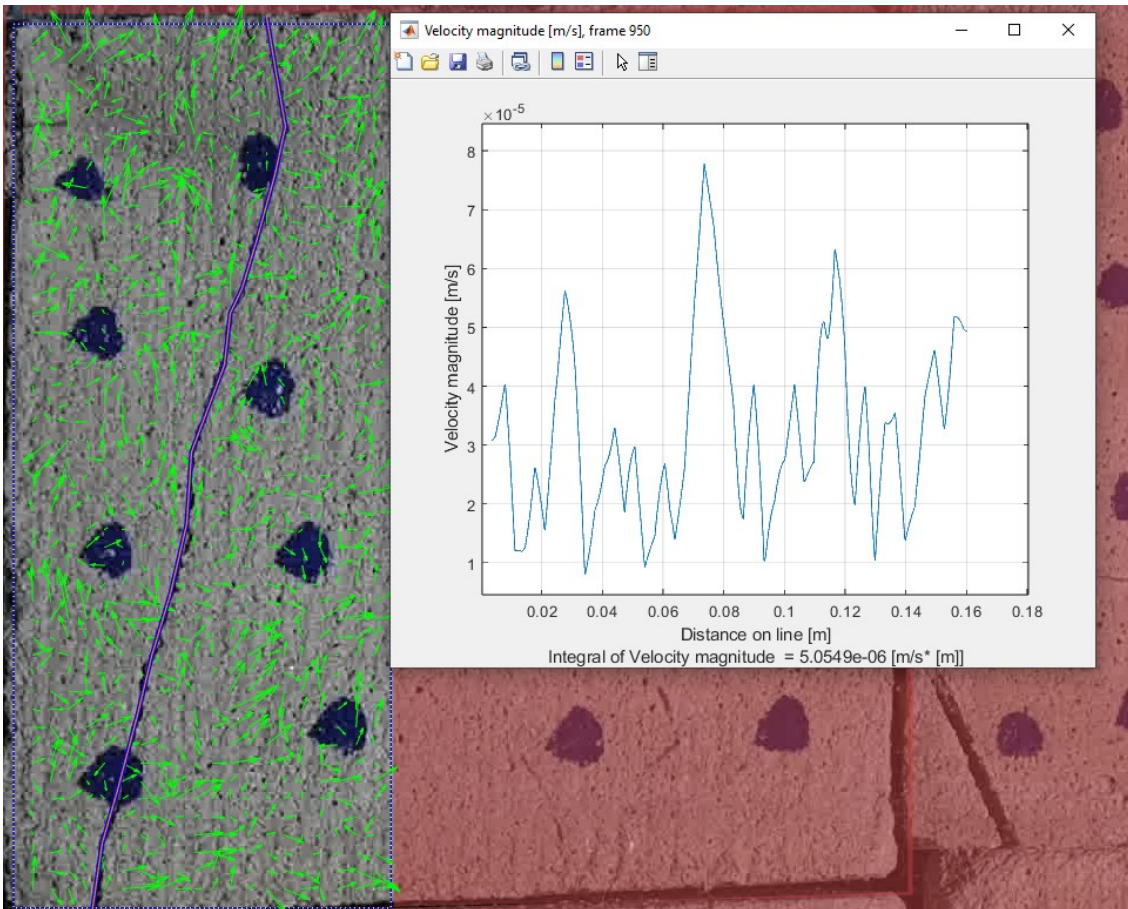 Velocity magnitude [m/s], frame 950
× 10⁻⁵
8
7
6
5
4
3
2
1
Velocity magnitude [m/s]
0.02 0.04 0.06 0.08 0.1 0.12 0.14 0.16 0.18
Distance on line [m]
Integral of Velocity magnitude = 5.0549e-06 [m/s* [m]]